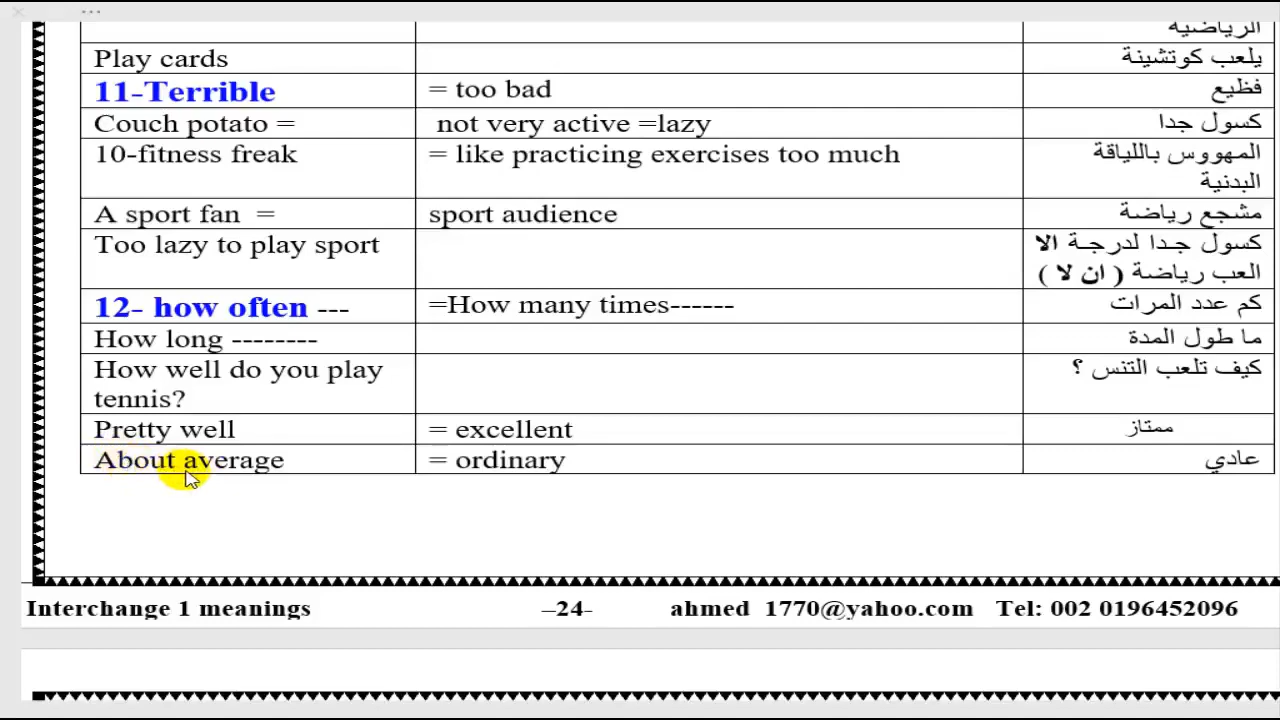 الرياضية
Play cards يلعب كوتشينة
11-Terrible = too bad فظيع
Couch potato = not very active =lazy كسول جدا
10-fitness freak = like practicing exercises too much المهووس باللياقة
البدنية
A sport fan = sport audience مشجع رياضة
Too lazy to play sport كسول جدا لدرجة الا
العب رياضة ( ان لا )
12- how often --- =How many times------ كم عدد المرات
How long -------- ما طول المدة
How well do you play كيف تلعب التنس ؟
tennis?
Pretty well = excellent ممتاز
About average = ordinary عادي
Interchange 1 meanings –24- ahmed 1770@yahoo.com Tel: 002 0196452096